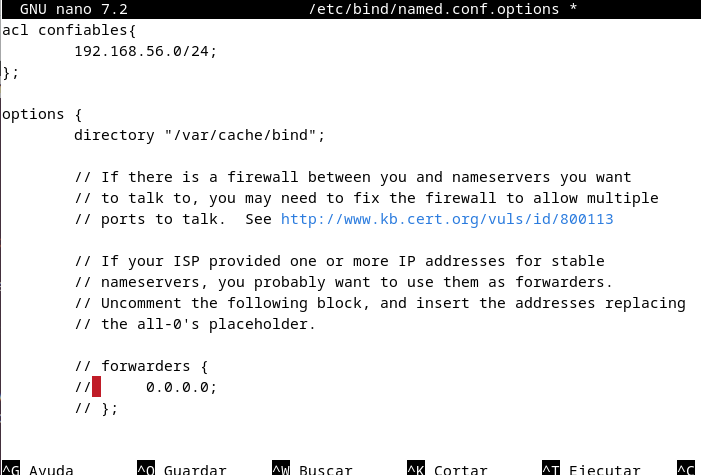 GNU nano 7.2 /etc/bind/named.conf.options *
acl confiables{
192.168.56.0/24;
};
options {
directory "/var/cache/bind";
// If there is a firewall between you and nameservers you want
// to talk to, you may need to fix the firewall to allow multiple
// ports to talk. See http://www.kb.cert.org/vuls/id/800113
// If your ISP provided one or more IP addresses for stable
// nameservers, you probably want to use them as forwarders.
// Uncomment the following block, and insert the addresses replacing
// the all-0's placeholder.
// forwarders {
// 0.0.0.0;
// };
^G Ayuda ^O Guardar ^W Buscar ^K Cortar ^T Ejecutar ^C